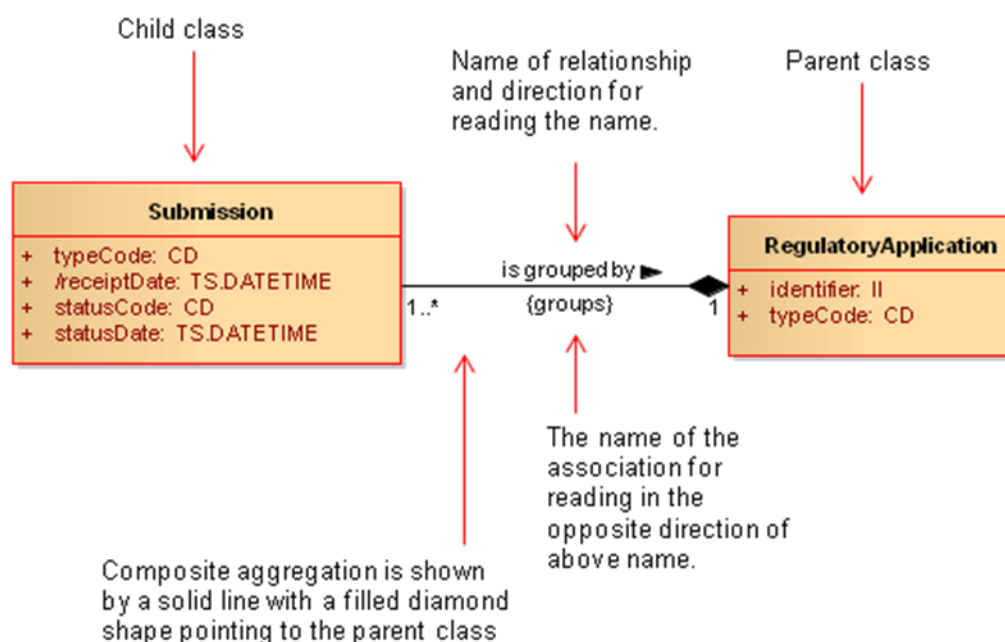 Child class
Name of relationship
and direction for
reading the name.
Parent class
Submission
+ typeCode: CD
+ /receiptDate: TS.DATETIME
+ statusCode: CD
+ statusDate: TS.DATETIME
is grouped by
1..*
{groups}
1
RegulatoryApplication
+ identifier: II
+ typeCode: CD
The name of the
association for
reading in the
opposite direction of
above name.
Composite aggregation is shown
by a solid line with a filled diamond
shape pointing to the parent class